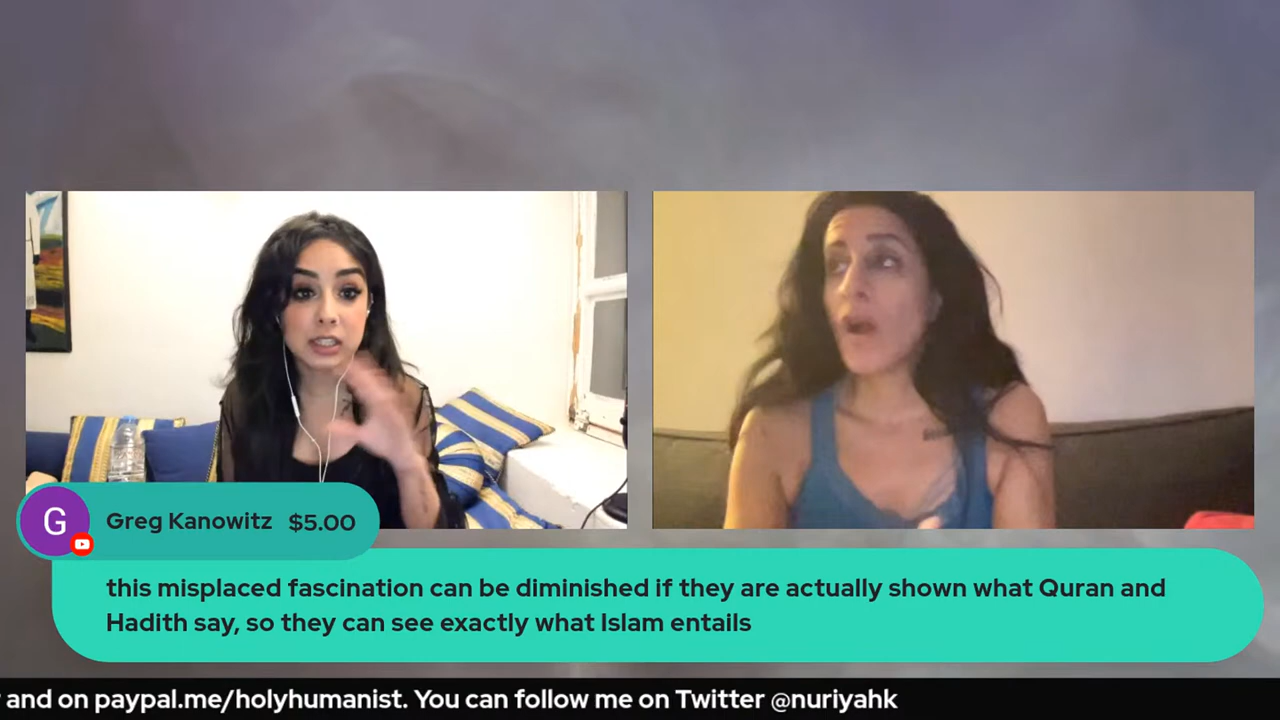 G
Greg Kanowitz $5.00
this misplaced fascination can be diminished if they are actually shown what Quran and
Hadith say, so they can see exactly what Islam entails
and on paypal.me/holyhumanist. You can follow me on Twitter @nuriyahk